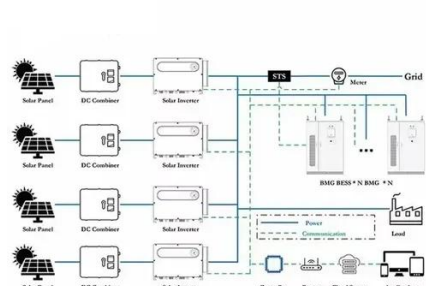 STS
Meter
Grid
Solar Panel
DC Combiner
Solar Inverter
Solar Panel
DC Combiner
Solar Inverter
BMG BESS * N BMG * N
Solar Panel
DC Combiner
Solar Inverter
Power
Communication
Load